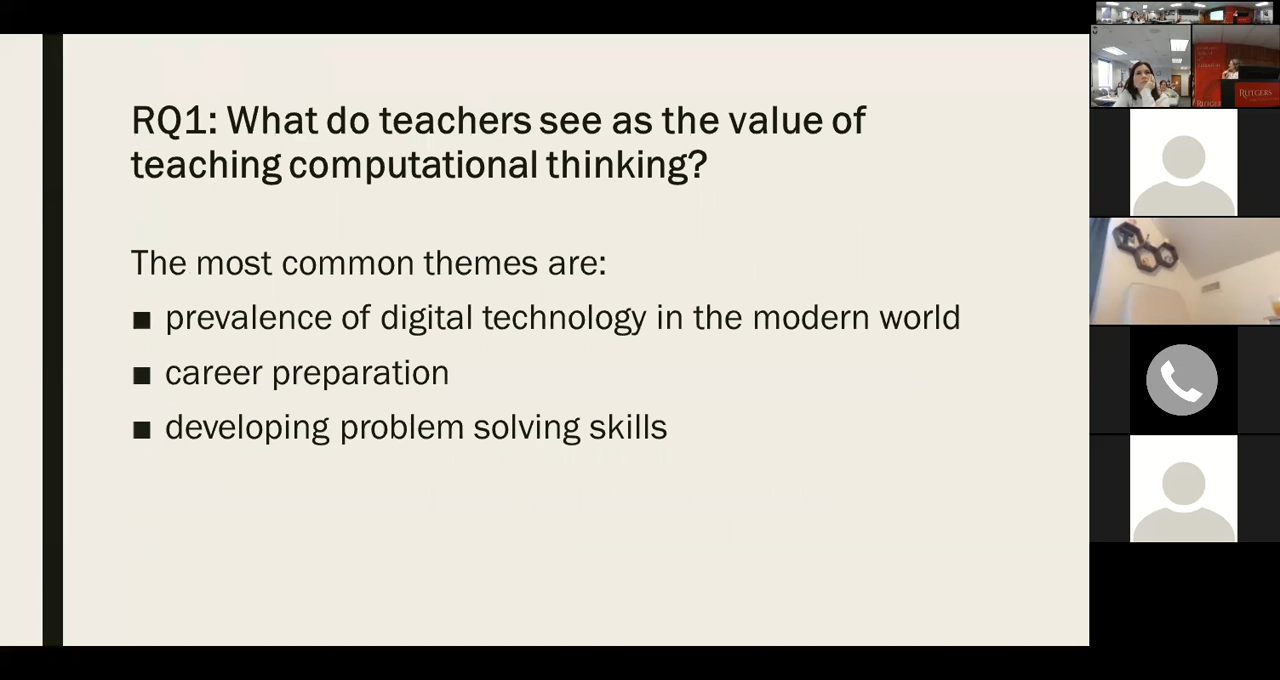 RQ1: What do teachers see as the value of
teaching computational thinking?
The most common themes are:
■ prevalence of digital technology in the modern world
■ career preparation
■ developing problem solving skills
RUTGERS